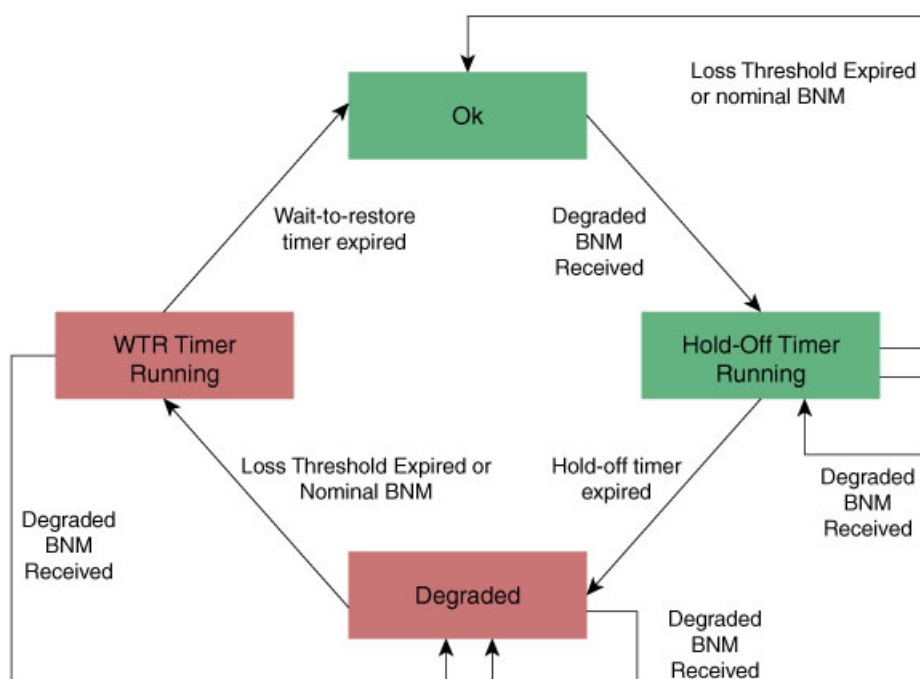 Loss Threshold Expired
or nominal BNM
Ok
Wait-to-restore
timer expired
Degraded
BNM
Received
WTR Timer
Running
Hold-Off Timer
Running
Loss Threshold Expired or
Nominal BNM
Hold-off timer
expired
Degraded
BNM
Received
Degraded
BNM
Received
Degraded
Degraded
BNM
Received